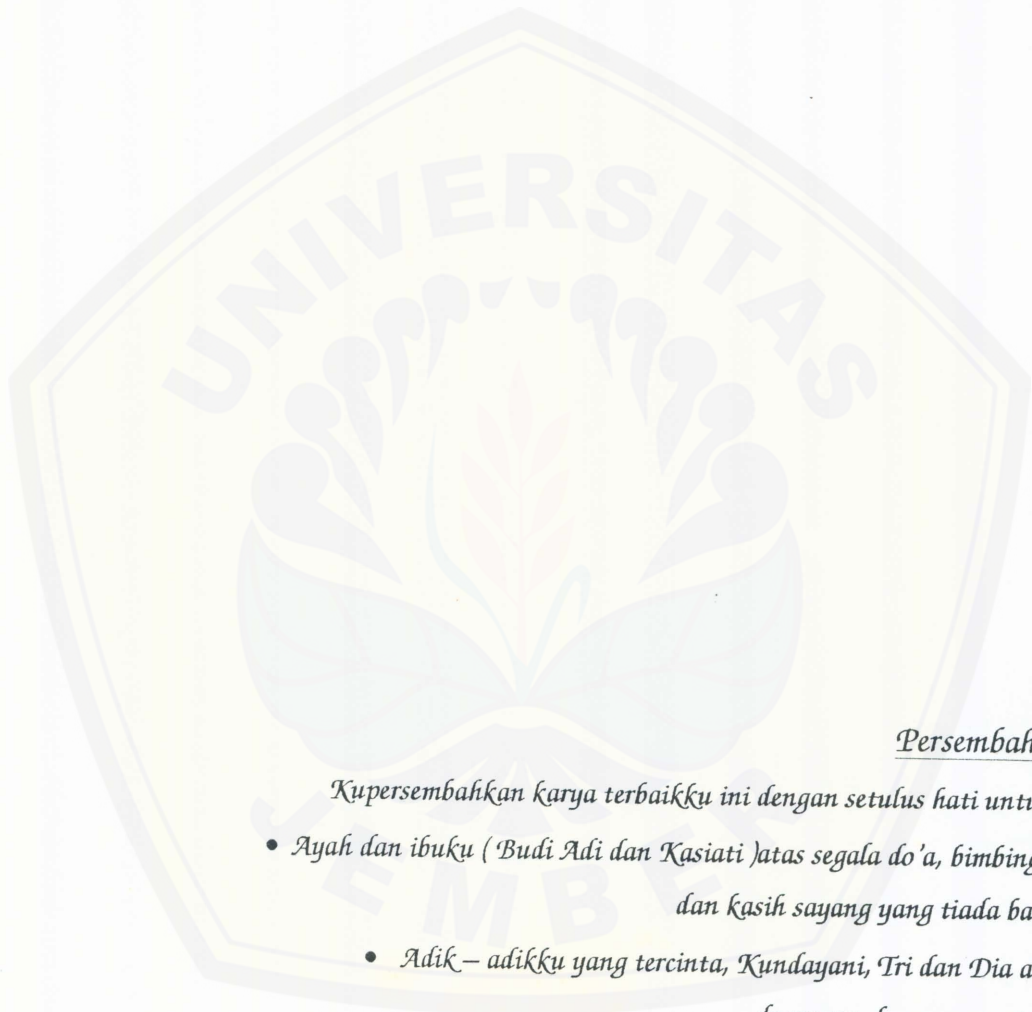 UNIVERSITAS
JEMBER
Persembah
Kupersembahkan karya terbaikku ini dengan setulus hati untu
• Ayah dan ibuku ( Budi Adi dan Kasiati )atas segala do'a, bimbing
dan kasih sayang yang tiada ba
• Adik – adikku yang tercinta, Kundayani, Tri dan Dia a